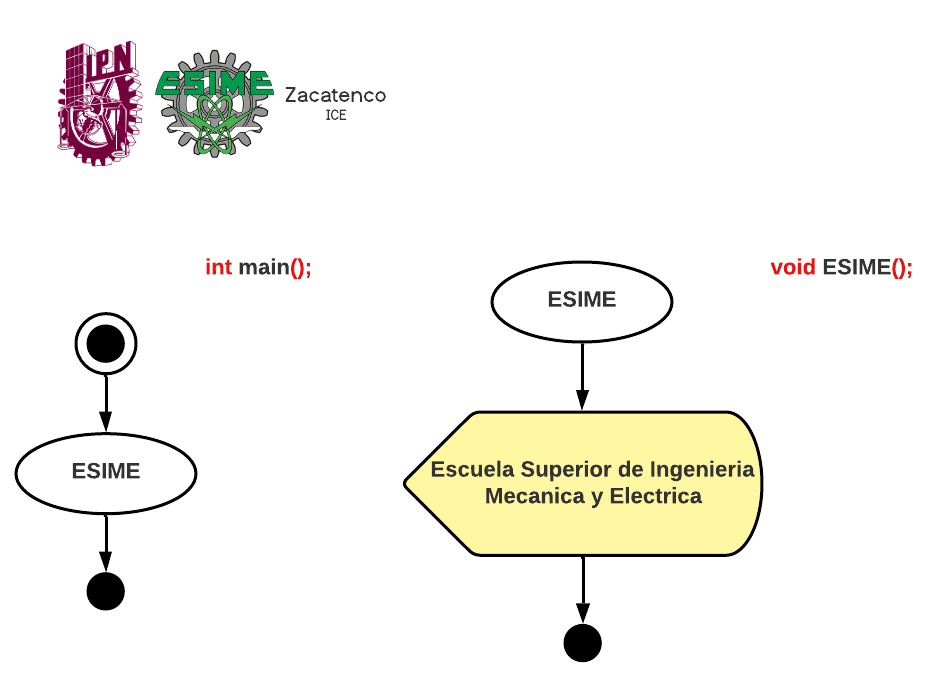 IPN
ESIME
Zacatenco
ICE
int main();
ESIME
void ESIME();
ESIME
Escuela Superior de Ingenieria
Mecanica y Electrica